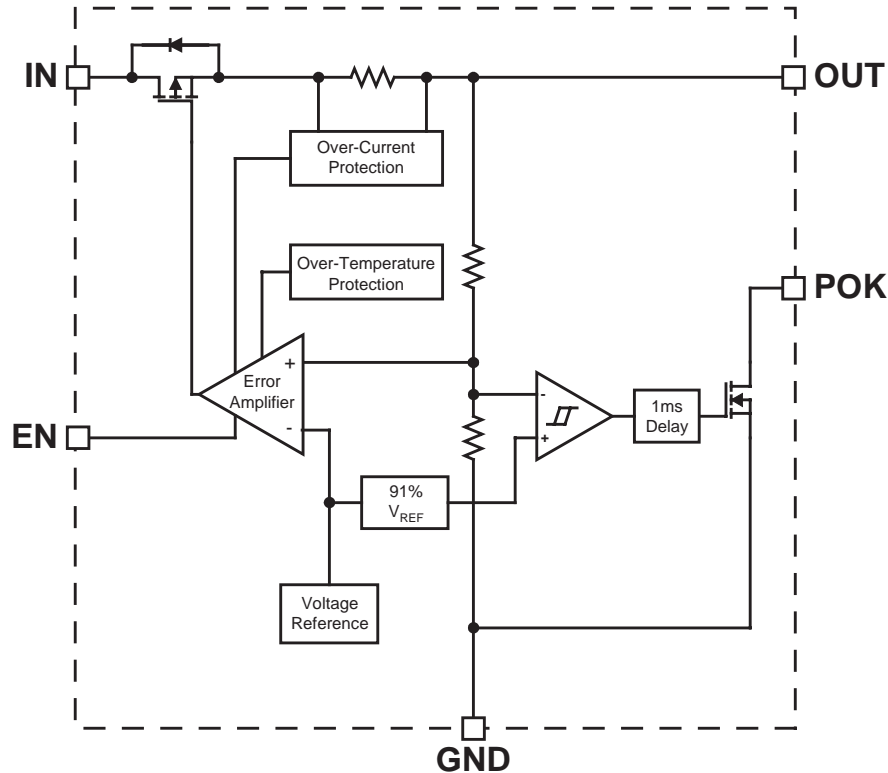 IN
OUT
Over-Current
Protection
Over-Temperature
Protection
POK
+
Error
Amplifier
-
-
+
1ms
Delay
EN
91%
VREF
Voltage
Reference
GND